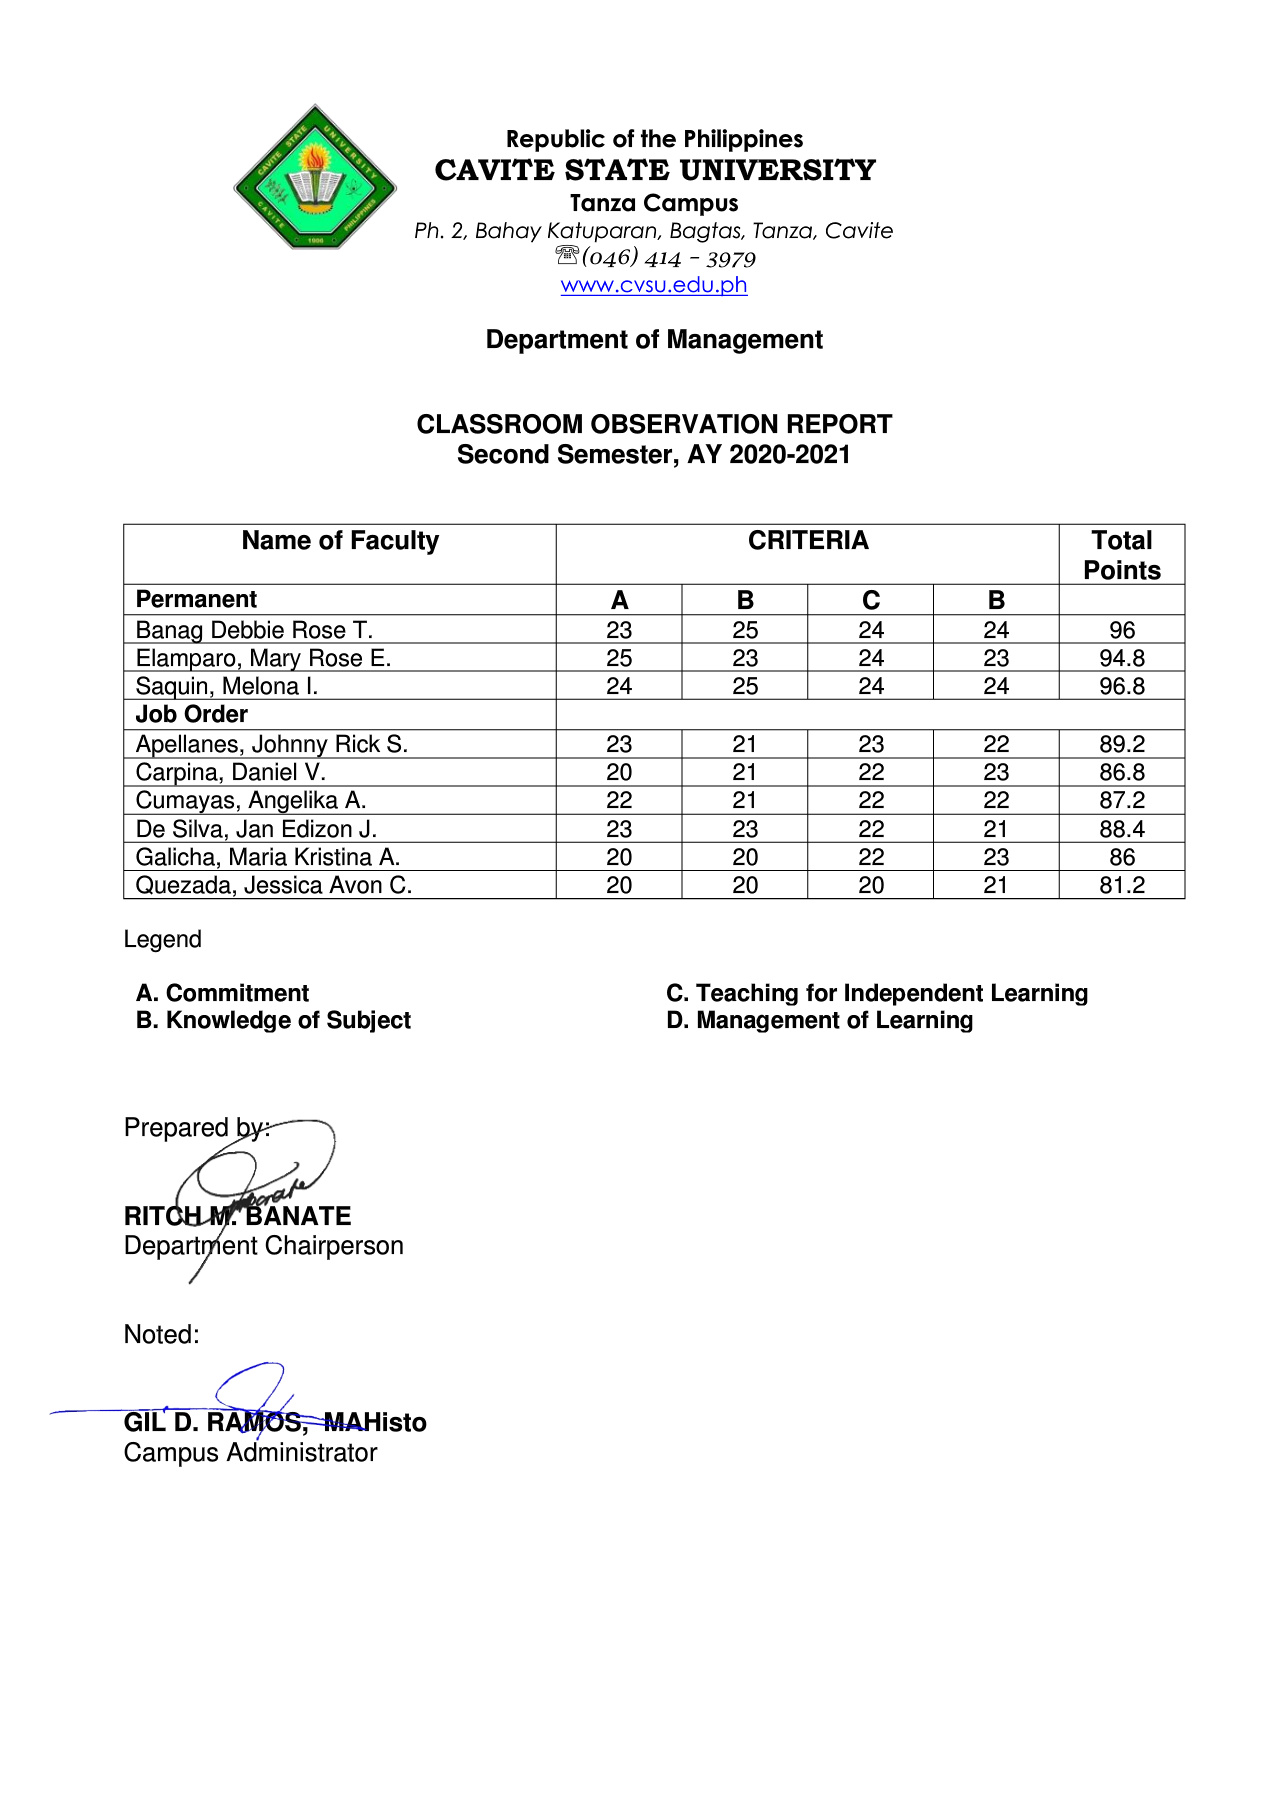 CAVITE STATE UNIVERSITY
CAVITE PHILIPPINES
1906
Republic of the Philippines
CAVITE STATE UNIVERSITY
Tanza Campus
Ph. 2, Bahay Katuparan, Bagtas, Tanza, Cavite
☏(046) 414 – 3979
www.cvsu.edu.ph
Department of Management
CLASSROOM OBSERVATION REPORT
Second Semester, AY 2020-2021
Name of Faculty CRITERIA Total Points
Permanent A B C B
Banag Debbie Rose T. 23 25 24 24 96
Elamparo, Mary Rose E. 25 23 24 23 94.8
Saquin, Melona I. 24 25 24 24 96.8
Job Order
Apellanes, Johnny Rick S. 23 21 23 22 89.2
Carpina, Daniel V. 20 21 22 23 86.8
Cumayas, Angelika A. 22 21 22 22 87.2
De Silva, Jan Edizon J. 23 23 22 21 88.4
Galicha, Maria Kristina A. 20 20 22 23 86
Quezada, Jessica Avon C. 20 20 20 21 81.2
Legend
A. Commitment C. Teaching for Independent Learning
B. Knowledge of Subject D. Management of Learning
Prepared by:
RITCH M. BANATE
Department Chairperson
Noted:
GIL D. RAMOS, MAHisto
Campus Administrator